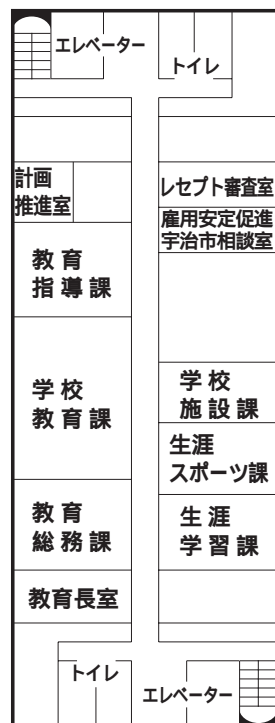 エレベーター
トイレ
計画
推進室
レセプト審査室
雇用安定促進
宇治市相談室
教育
指導課
学校
教育課
学校
施設課
生涯
スポーツ課
教育
総務課
生涯
学習課
教育長室
トイレ
エレベーター